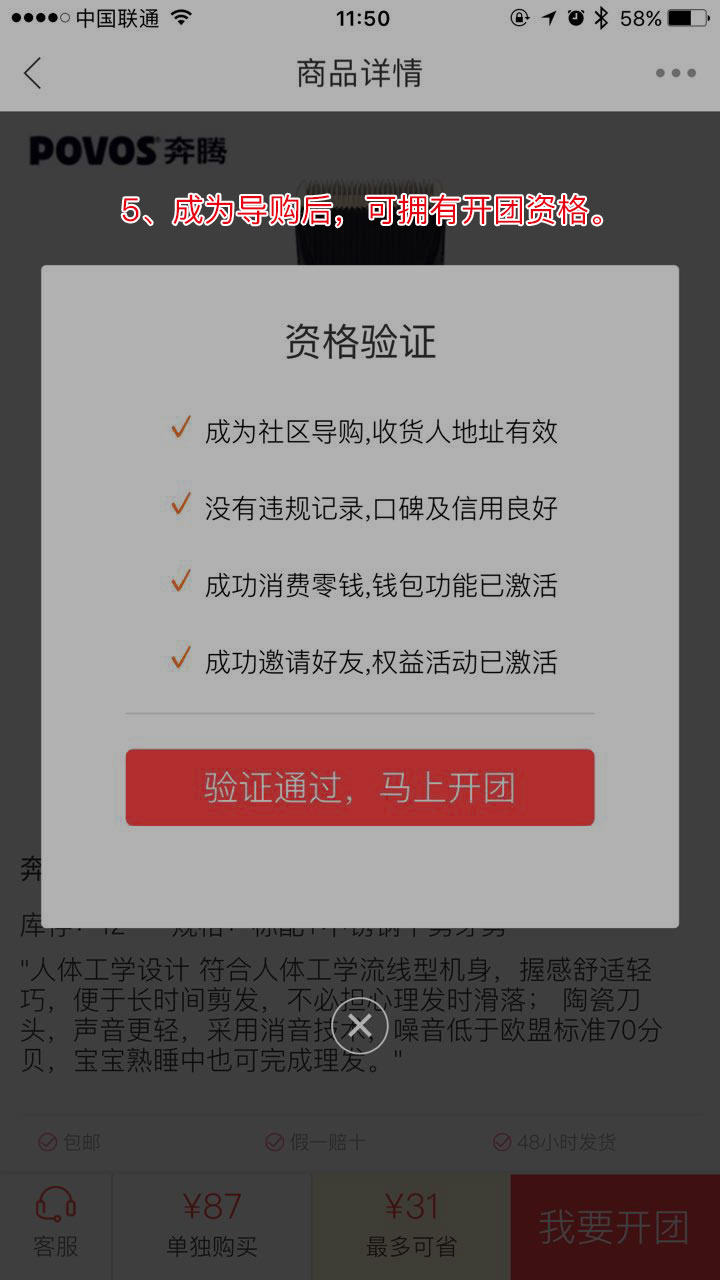 中国联通 11:50 58%
商品详情
POVOS 奔腾
5、成为导购后，可拥有开团资格。
资格验证
成为社区导购,收货人地址有效
没有违规记录,口碑及信用良好
成功消费零钱,钱包功能已激活
成功邀请好友,权益活动已激活
验证通过，马上开团
奔
"人体工学设计 符合人体工学流线型机身，握感舒适轻
巧，便于长时间剪发，不必担心理发时滑落； 陶瓷刀
头，声音更轻，采用消音技术，噪音低于欧盟标准70分
贝，宝宝熟睡中也可完成理发。"
包邮 假一赔十 48小时发货
¥87 ¥31 我要开团
客服 单独购买 最多可省